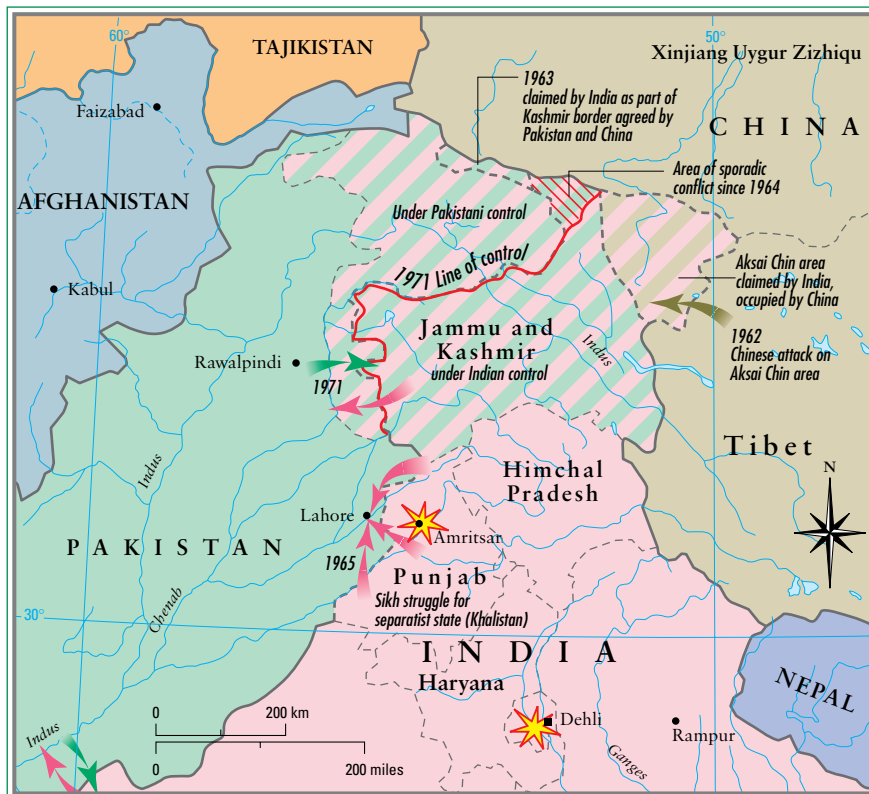 60°
50°
TAJIKISTAN
Xinjiang Uygur Zizhiqu
1963
claimed by India as part of
Kashmir border agreed by
Pakistan and China
Faizabad
CHINA
Area of sporadic
conflict since 1964
AFGHANISTAN
Under Pakistani control
1971 Line of control
Aksai Chin area
claimed by India,
occupied by China
Kabul
Jammu and
Kashmir
under Indian control
Indus
1962
Chinese attack on
Aksai Chin area
Rawalpindi
1971
Tibet
N
Himchal
Pradesh
Indus
Lahore
Amritsar
PAKISTAN
1965
Punjab
Sikh struggle for
separatist state (Khalistan)
Chenab
30°
INDIA
Haryana
NEPAL
Dehli
Rampur
Ganges
Indus
0
200 km
0
200 miles